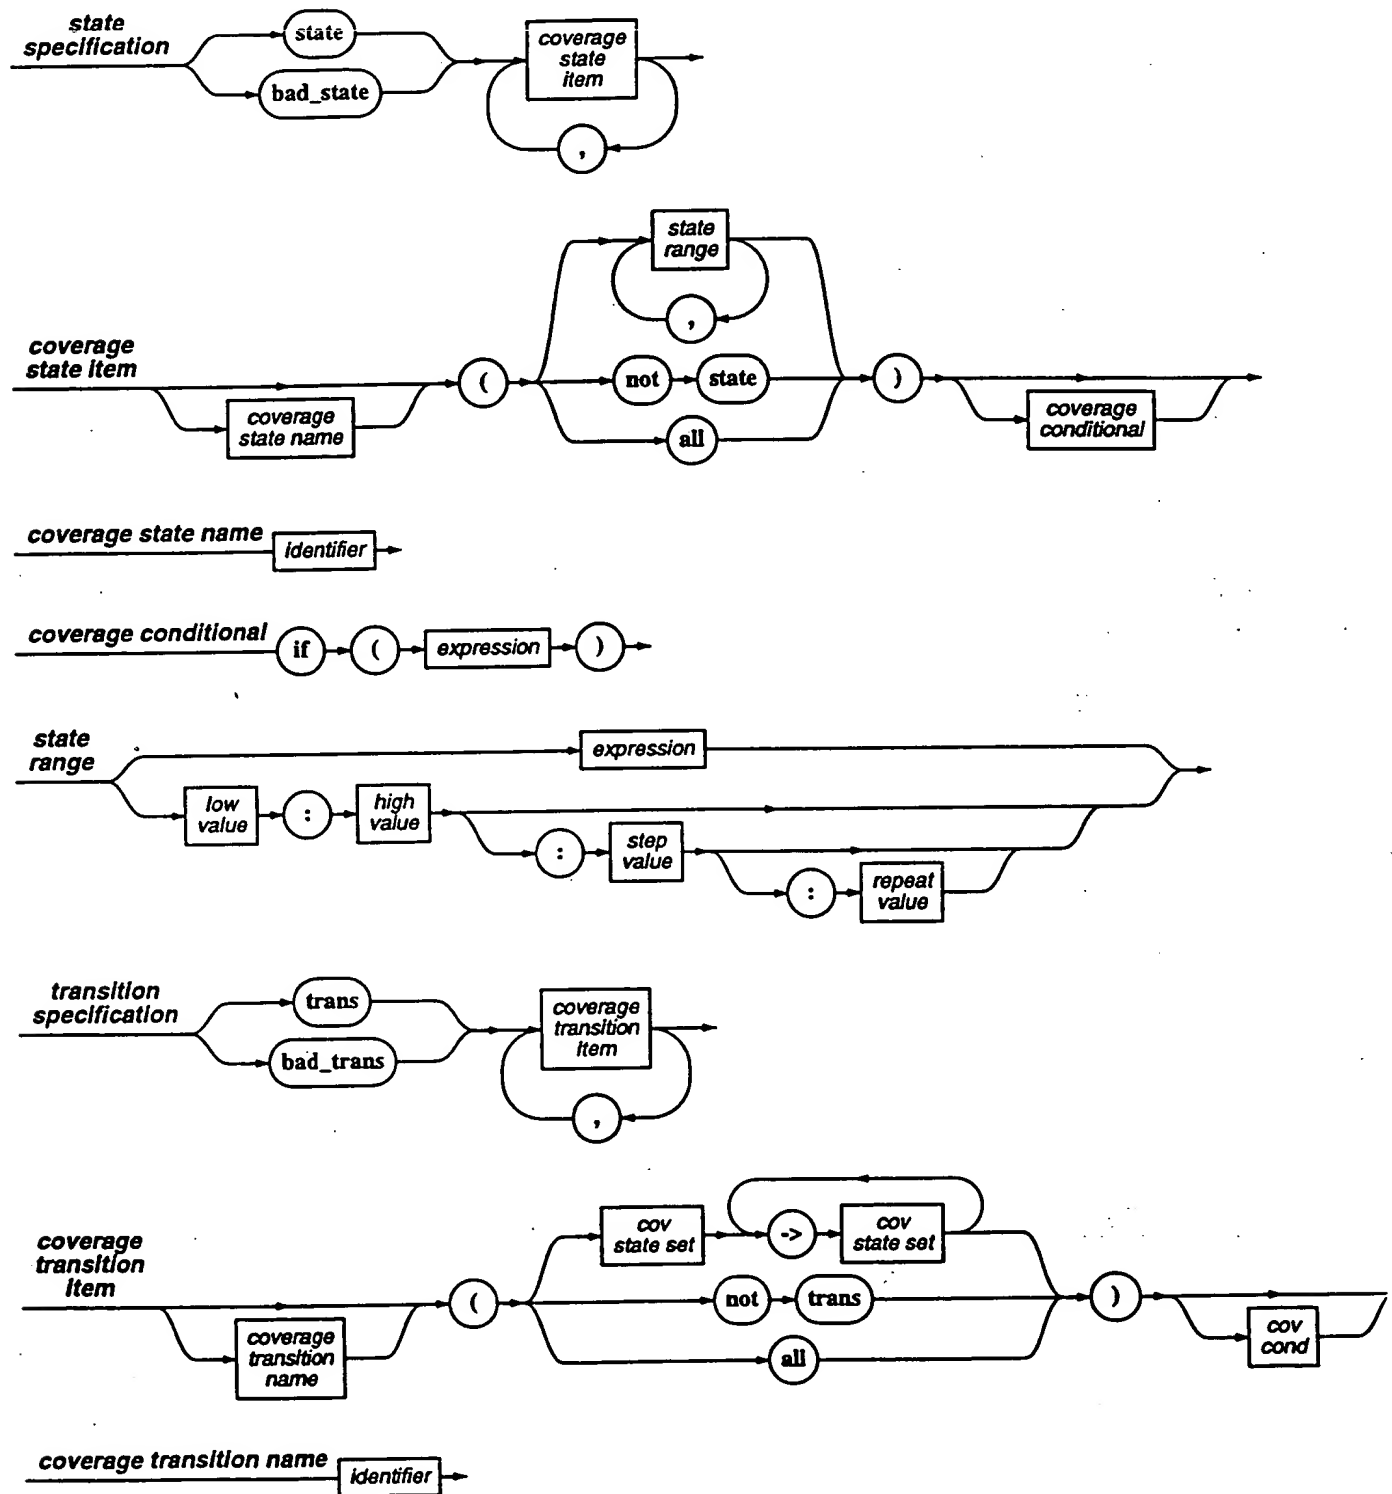 state
specification
state
bad_state
coverage
state
item
,
coverage
state item
coverage
state name
(
state
range
,
not
state
all
)
coverage
conditional
coverage state name
identifier
coverage conditional
if
(
expression
)
state
range
expression
low
value
:
high
value
:
step
value
:
repeat
value
transition
specification
trans
bad_trans
coverage
transition
item
,
coverage
transition
item
coverage
transition
name
(
cov
state set
->
cov
state set
not
trans
all
)
cov
cond
coverage transition name
identifier